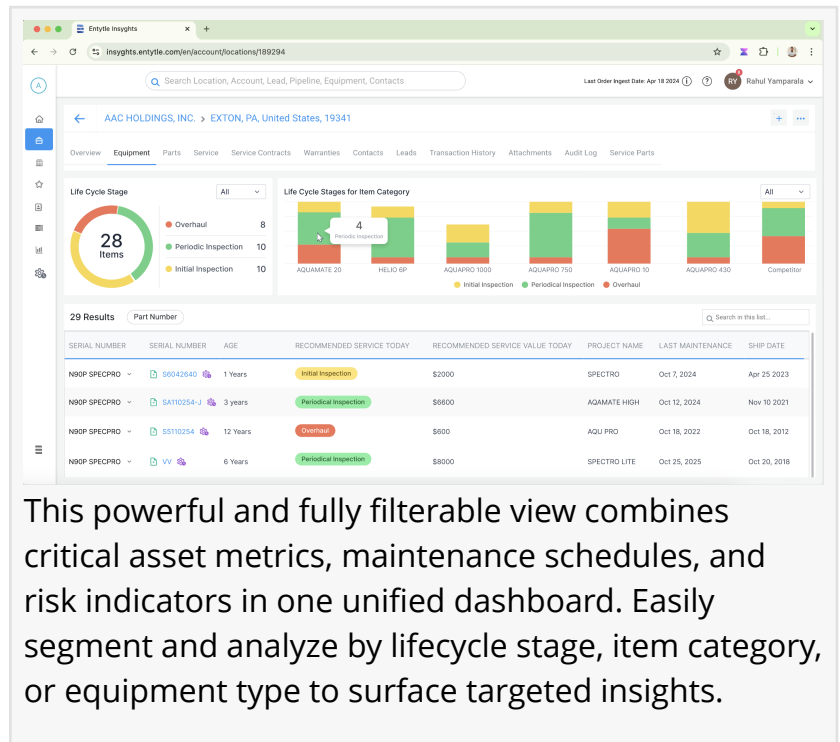 Entytle Insyghts
insyghts.entytle.com/en/account/locations/189294
A
Search Location, Account, Lead, Pipeline, Equipment, Contacts
Last Order Ingest Date: Apr 18 2024
RY
Rahul Yamparala
AAC HOLDINGS, INC. > EXTON, PA, United States, 19341
Overview Equipment Parts Service Service Contracts Warranties Contacts Leads Transaction History Attachments Audit Log Service Parts
Life Cycle Stage
All
28
Items
Overhaul 8
Periodic Inspection 10
Initial Inspection 10
Life Cycle Stages for Item Category
All
4
Periodic Inspection
AQUAMATE 20 HELIO 6P AQUAPRO 1000 AQUAPRO 750 AQUAPRO 10 AQUAPRO 430 Competitor
Initial Inspection Periodical Inspection Overhaul
29 Results Part Number
Search in this list...
SERIAL NUMBER SERIAL NUMBER AGE RECOMMENDED SERVICE TODAY RECOMMENDED SERVICE VALUE TODAY PROJECT NAME LAST MAINTENANCE SHIP DATE
N90P SPECPRO S6042640 1 Years Initial Inspection $2000 SPECTRO Oct 7, 2024 Apr 25 2023
N90P SPECPRO SA110254-J 3 years Periodical Inspection $6600 AQAMATE HIGH Oct 12, 2024 Nov 10 2021
N90P SPECPRO S5110254 12 Years Overhaul $600 AQU PRO Oct 18, 2022 Oct 18, 2012
N90P SPECPRO VV 6 Years Periodical Inspection $8000 SPECTRO LITE Oct 25, 2025 Oct 20, 2018
This powerful and fully filterable view combines
critical asset metrics, maintenance schedules, and
risk indicators in one unified dashboard. Easily
segment and analyze by lifecycle stage, item category,
or equipment type to surface targeted insights.